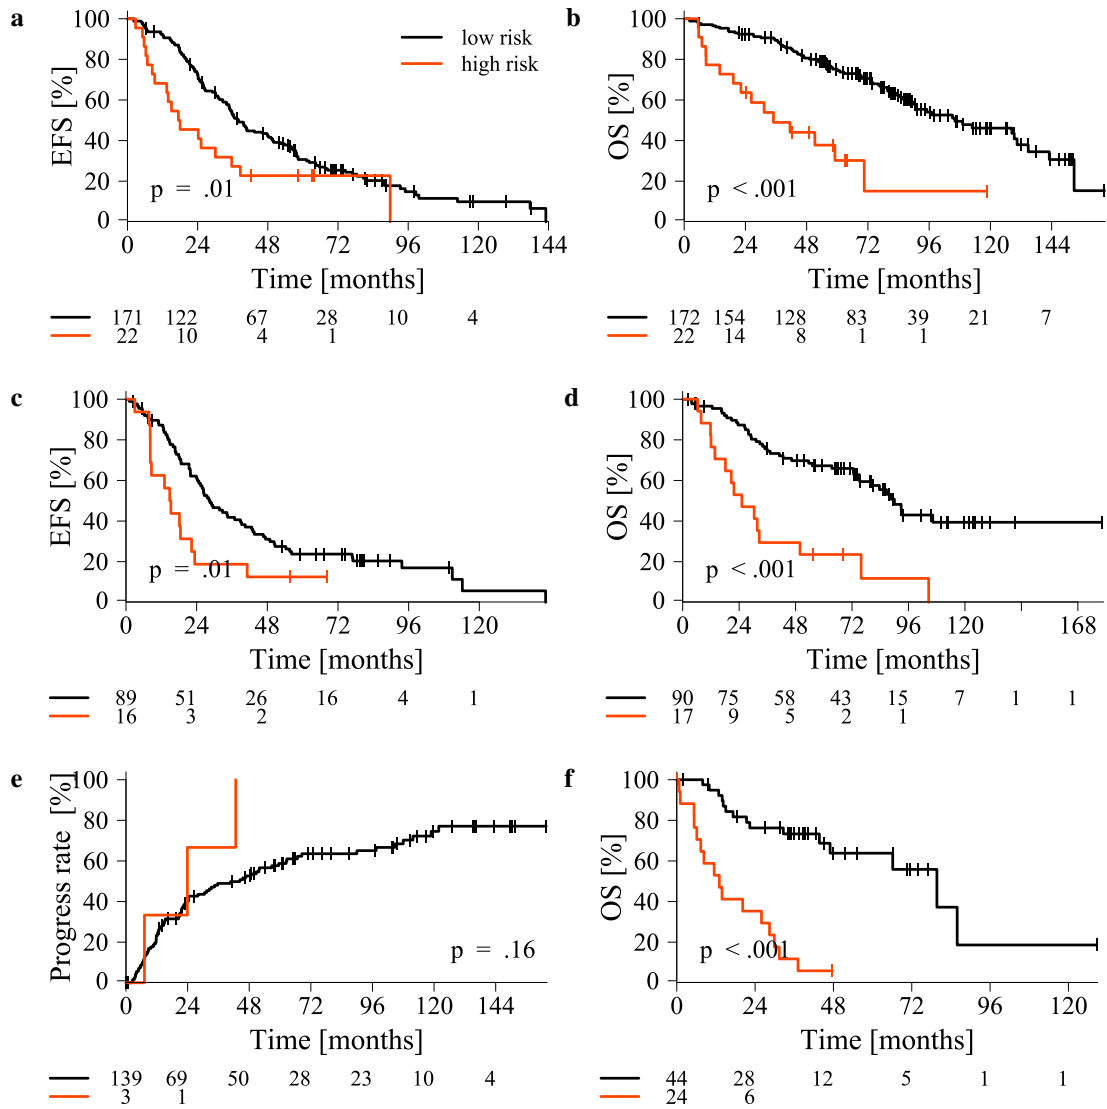 a
100
80
60
40
20
0
EFS [%]
low risk
high risk
p = .01
0 24 48 72 96 120 144
Time [months]
171 122 67 28 10 4
22 10 4 1
b
100
80
60
40
20
0
OS [%]
p < .001
0 24 48 72 96 120 144
Time [months]
172 154 128 83 39 21 7
22 14 8 1 1
c
100
80
60
40
20
0
EFS [%]
p = .01
0 24 48 72 96 120
Time [months]
89 51 26 16 4 1
16 3 2
d
100
80
60
40
20
0
OS [%]
p < .001
0 24 48 72 96 120 168
Time [months]
90 75 58 43 15 7 1 1
17 9 5 2 1
e
100
80
60
40
20
0
Progress rate [%]
p = .16
0 24 48 72 96 120 144
Time [months]
139 69 50 28 23 10 4
3 1
f
100
80
60
40
20
0
OS [%]
p < .001
0 24 48 72 96 120
Time [months]
44 28 12 5 1 1
24 6